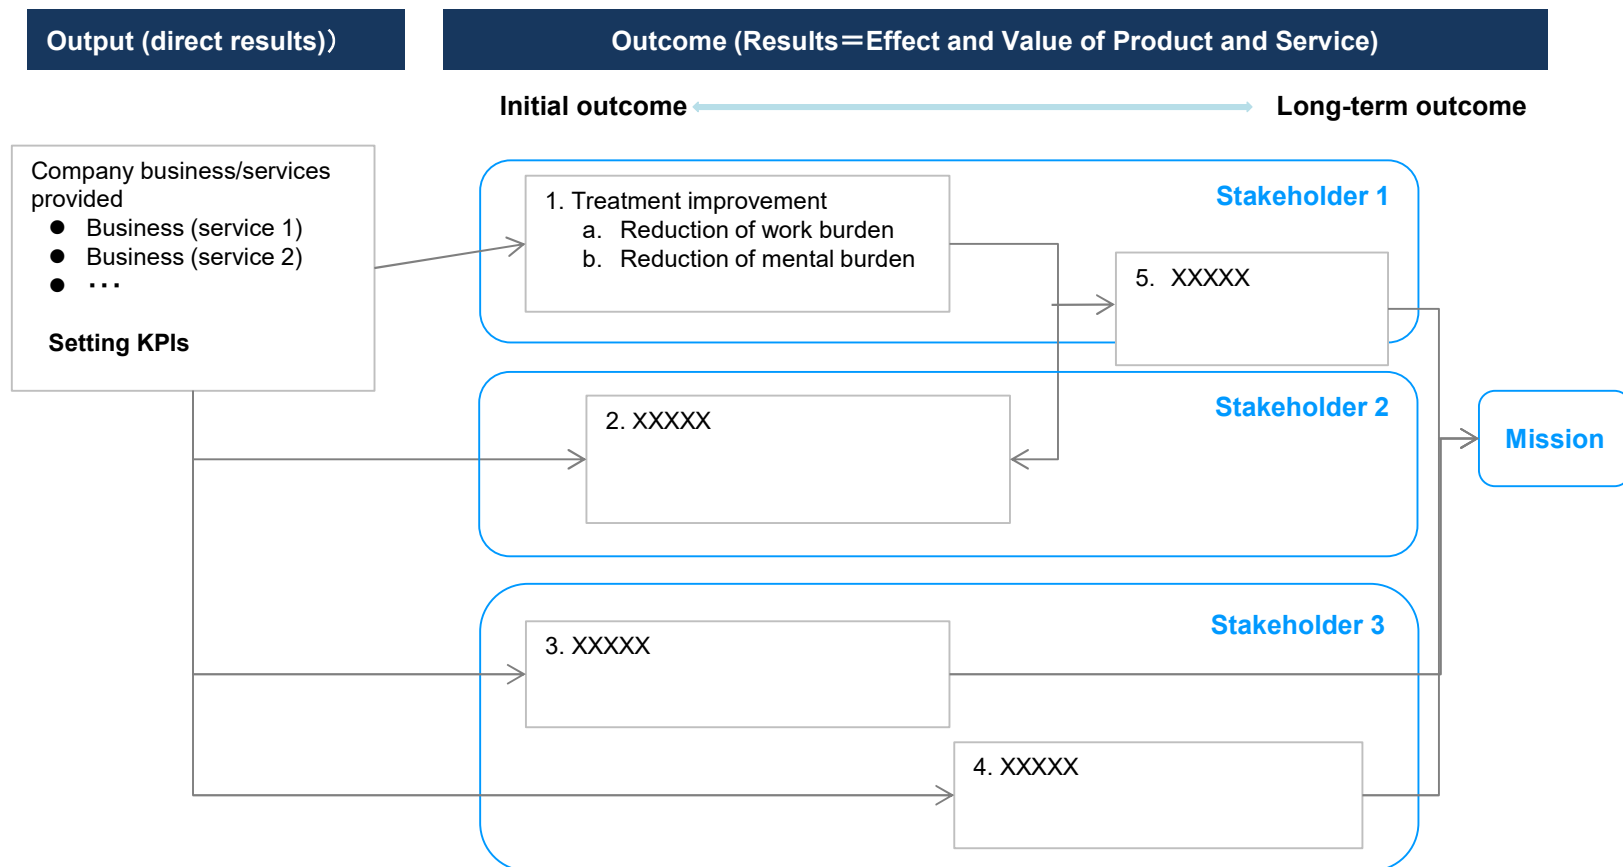 Output (direct results)）
Outcome (Results＝Effect and Value of Product and Service)
Initial outcome
Long-term outcome
Company business/services
provided
● Business (service 1)
● Business (service 2)
● ・・・
Setting KPIs
Stakeholder 1
1. Treatment improvement
a. Reduction of work burden
b. Reduction of mental burden
5. XXXXX
Stakeholder 2
2. XXXXX
Mission
Stakeholder 3
3. XXXXX
4. XXXXX